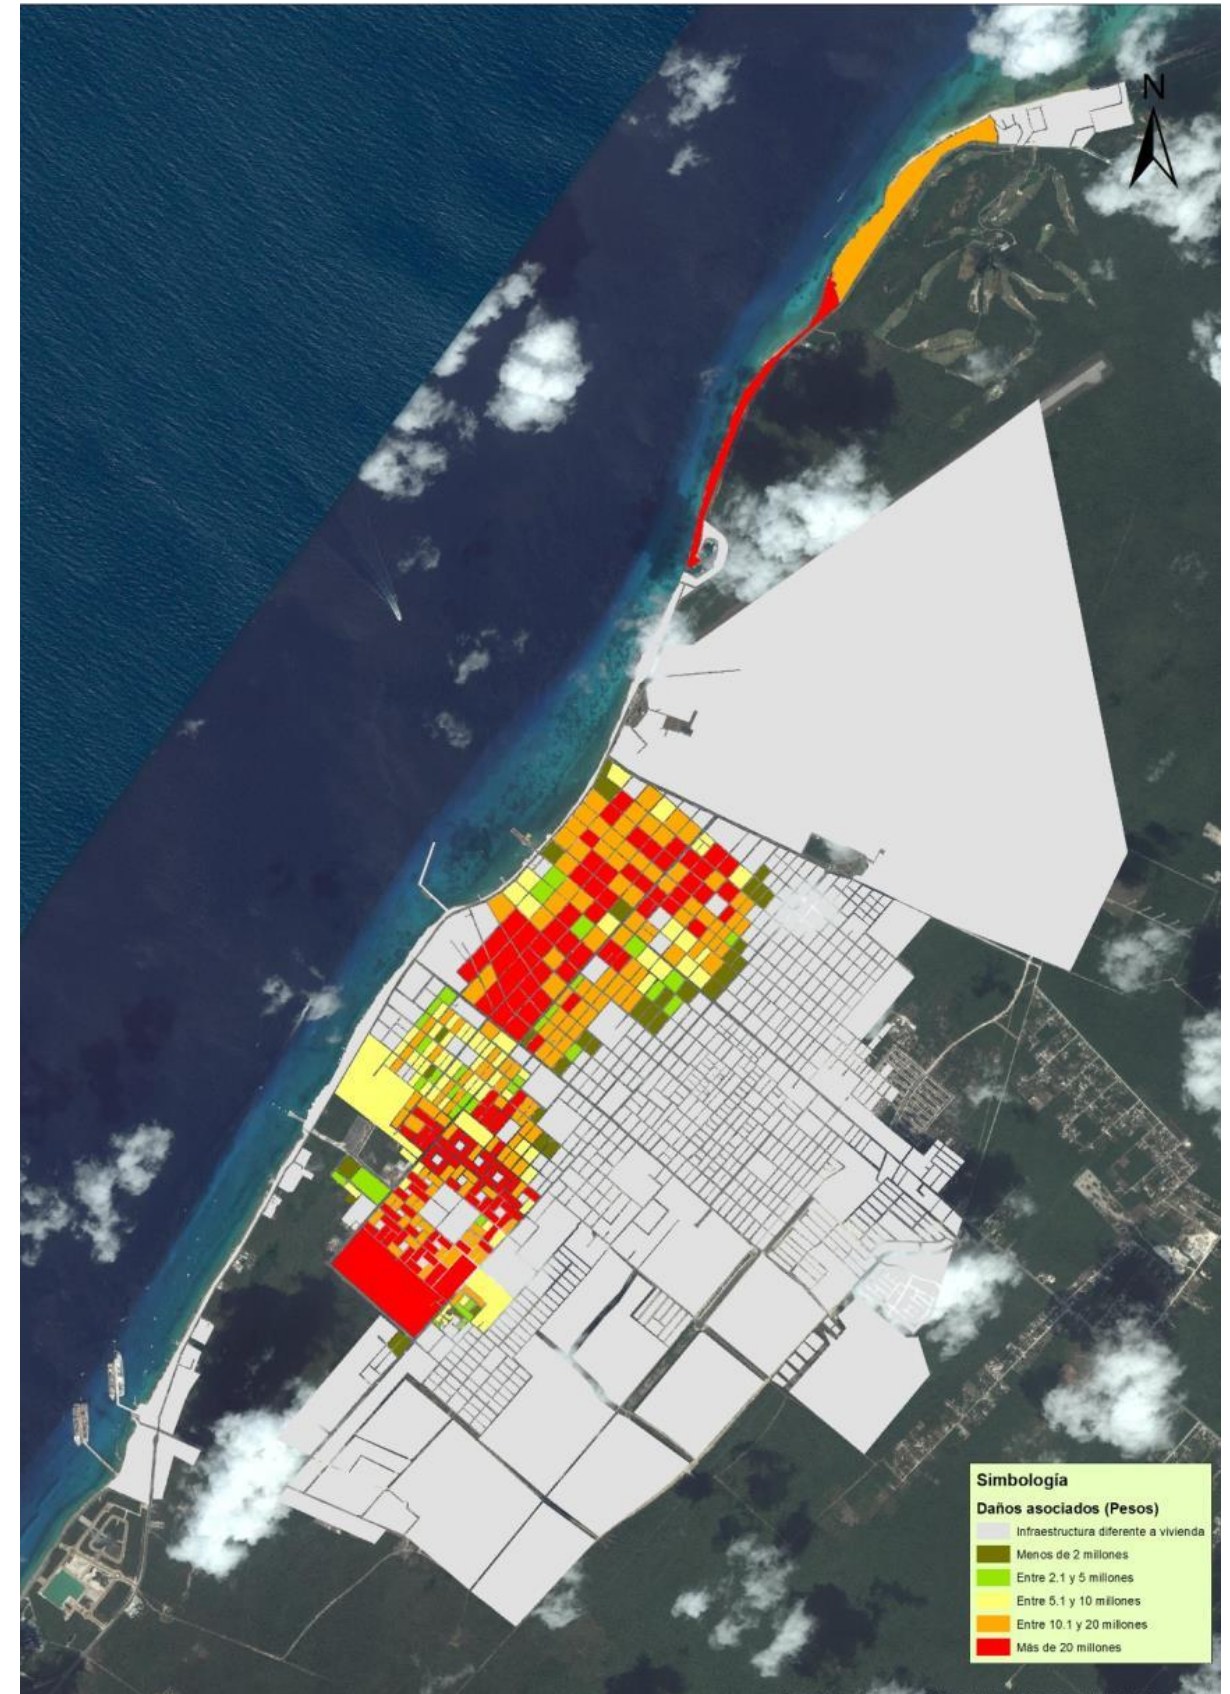 N
Simbología
Daños asociados (Pesos)
Infraestructura diferente a vivienda
Menos de 2 millones
Entre 2.1 y 5 millones
Entre 5.1 y 10 millones
Entre 10.1 y 20 millones
Más de 20 millones